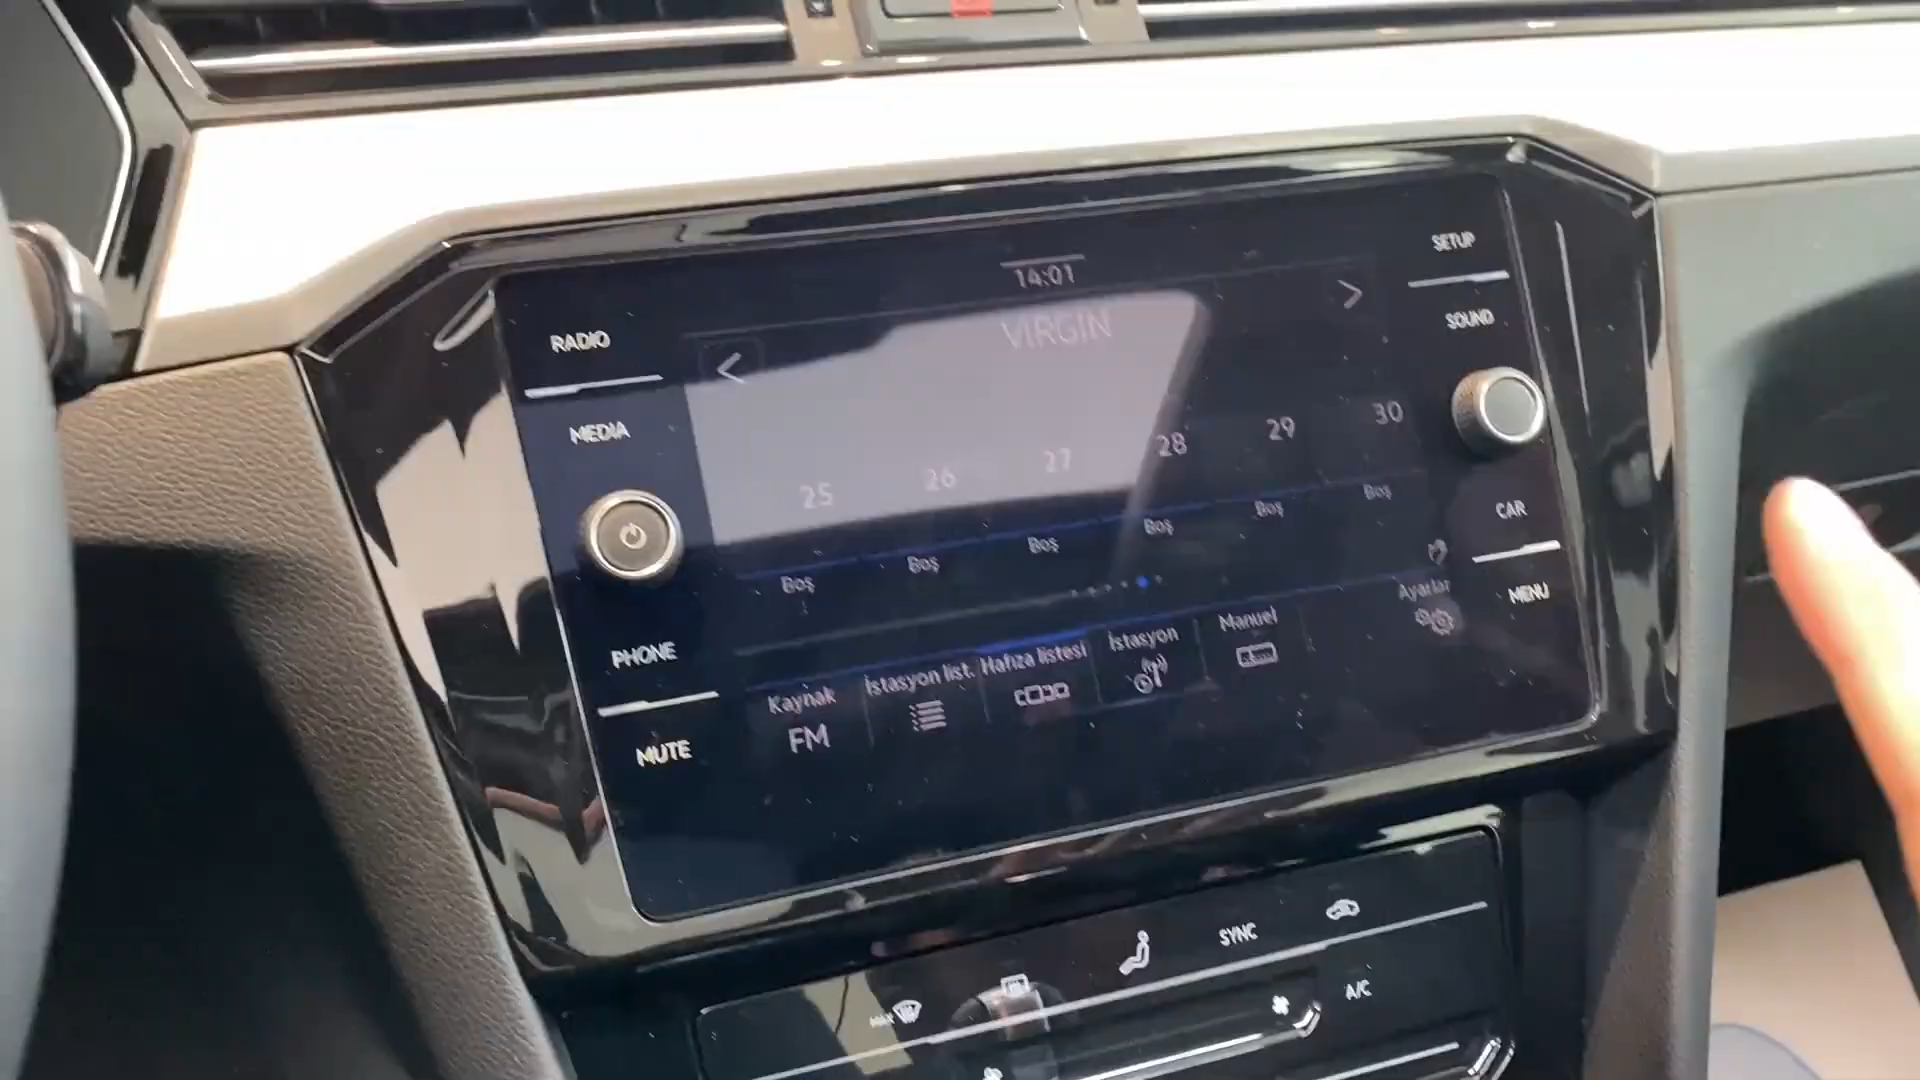 14:01
VIRGIN
RADIO
MEDIA
PHONE
MUTE
SETUP
SOUND
CAR
MENU
25 26 27 28 29 30
Boş Boş Boş Boş Boş Boş
Kaynak İstasyon list. Hafıza listesi İstasyon Manuel Ayarlar
FM
SYNC
MAX
A/C